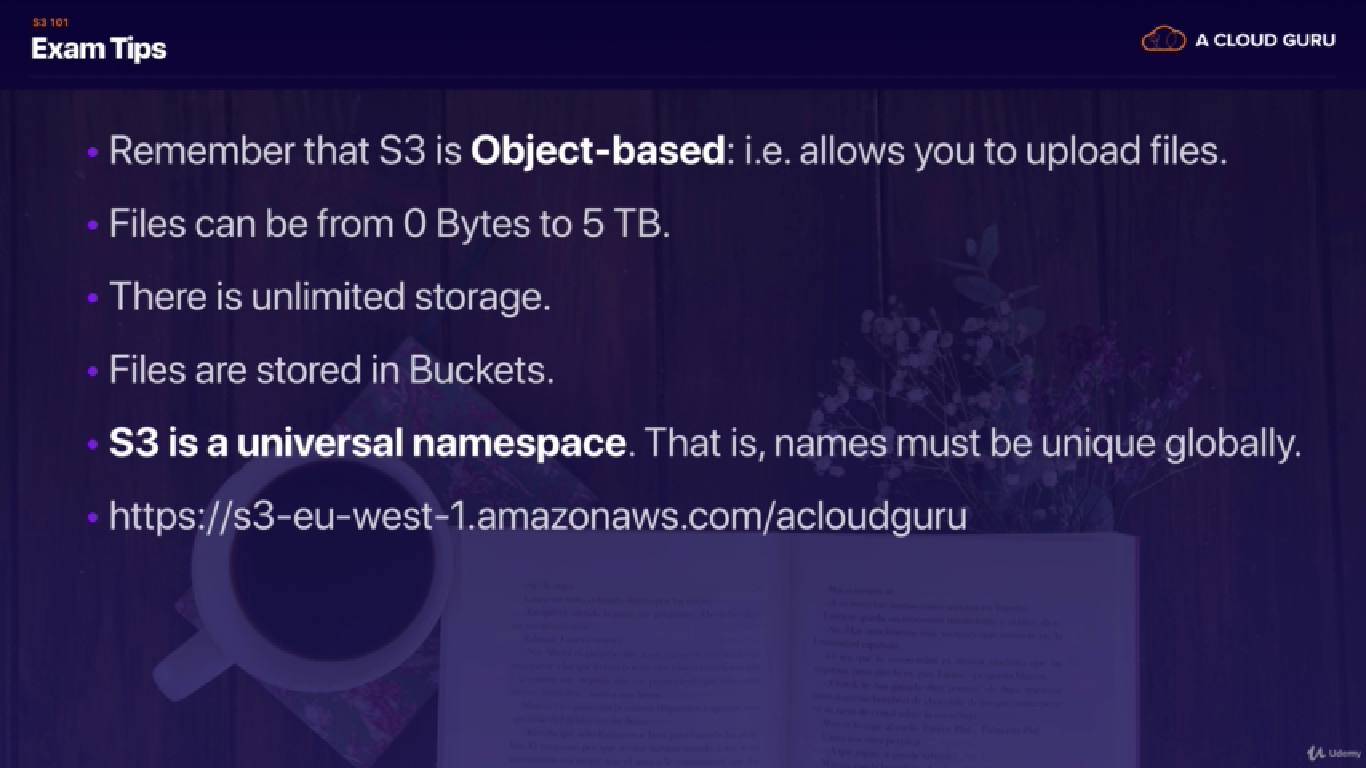 S3 101
Exam Tips
A CLOUD GURU
• Remember that S3 is Object-based: i.e. allows you to upload files.
• Files can be from 0 Bytes to 5 TB.
• There is unlimited storage.
• Files are stored in Buckets.
• S3 is a universal namespace. That is, names must be unique globally.
• https://s3-eu-west-1.amazonaws.com/acloudguru
Udemy